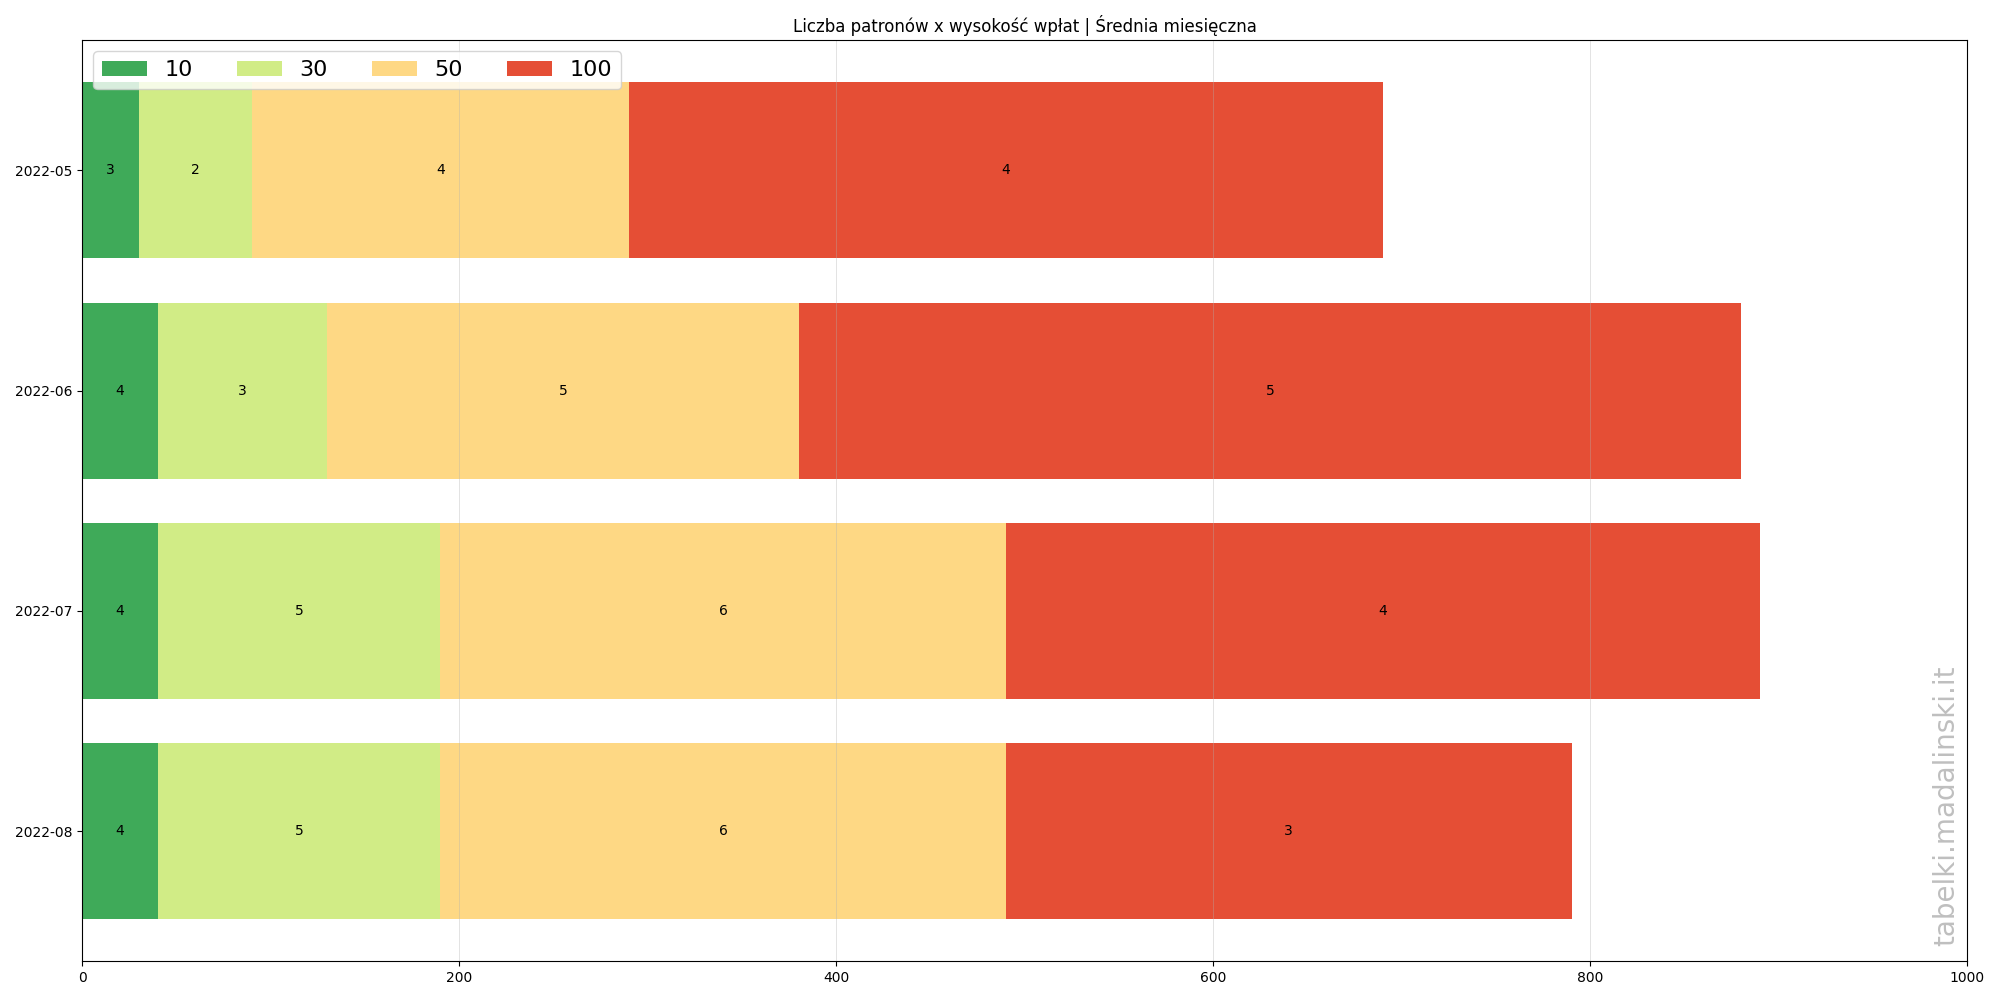 Liczba patronów x wysokość wpłat | Średnia miesięczna
10 30 50 100
2022-05 3 2 4 4
2022-06 4 3 5 5
2022-07 4 5 6 4
2022-08 4 5 6 3
0 200 400 600 800 1000
tabelki.madalinski.it